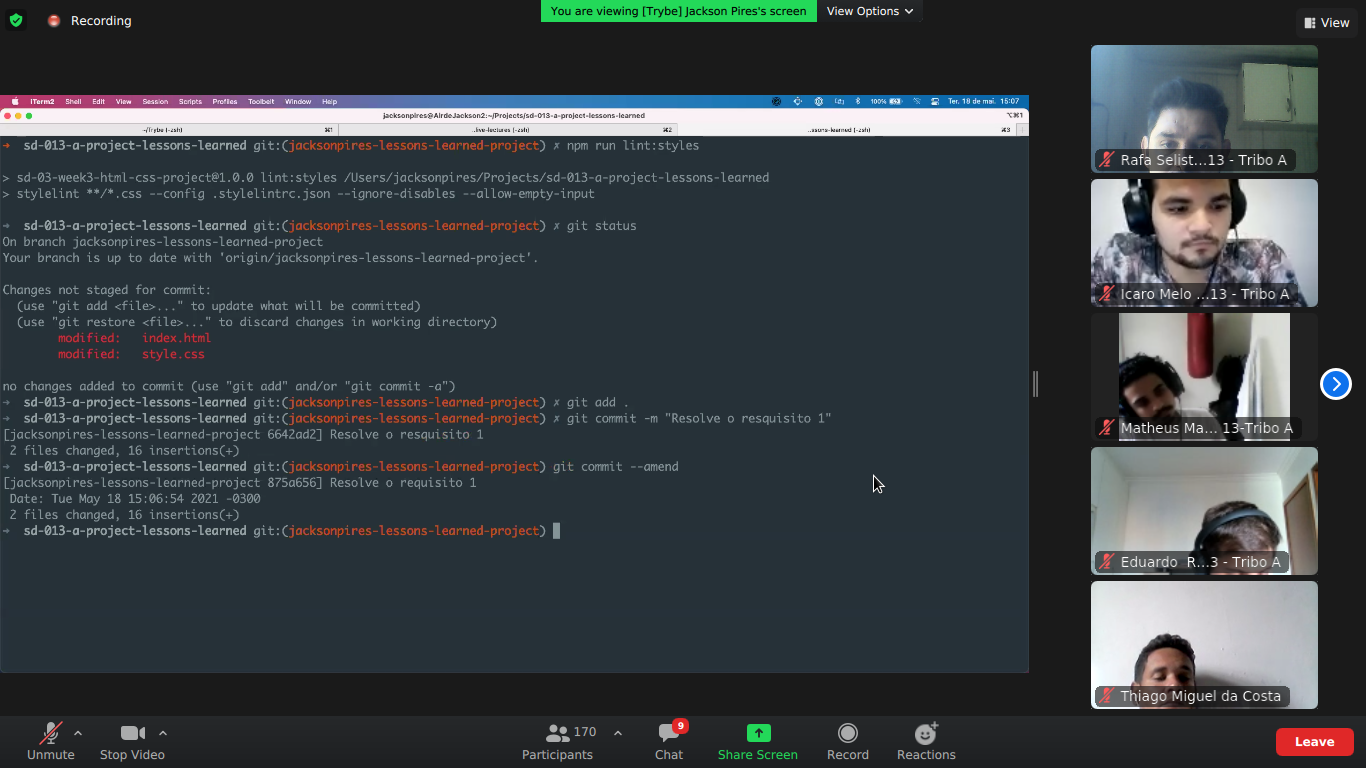 Recording
You are viewing [Trybe] Jackson Pires's screen
View Options
View
iTerm2 Shell Edit View Session Scripts Profiles Toolbelt Window Help
100% Ter. 18 de mai. 15:07
jacksonpires@AirdeJackson2:~/Projects/sd-013-a-project-lessons-learned
⌥⌘1
~/Trybe (-zsh) ⌘1 ..live-lectures (-zsh) ⌘2 ..ssons-learned (-zsh) ⌘3
➜ sd-013-a-project-lessons-learned git:(jacksonpires-lessons-learned-project) ✗ npm run lint:styles
> sd-03-week3-html-css-project@1.0.0 lint:styles /Users/jacksonpires/Projects/sd-013-a-project-lessons-learned
> stylelint **/*.css --config .stylelintrc.json --ignore-disables --allow-empty-input
➜ sd-013-a-project-lessons-learned git:(jacksonpires-lessons-learned-project) ✗ git status
On branch jacksonpires-lessons-learned-project
Your branch is up to date with 'origin/jacksonpires-lessons-learned-project'.
Changes not staged for commit:
(use "git add <file>..." to update what will be committed)
(use "git restore <file>..." to discard changes in working directory)
modified: index.html
modified: style.css
no changes added to commit (use "git add" and/or "git commit -a")
➜ sd-013-a-project-lessons-learned git:(jacksonpires-lessons-learned-project) ✗ git add .
➜ sd-013-a-project-lessons-learned git:(jacksonpires-lessons-learned-project) ✗ git commit -m "Resolve o resquisito 1"
[jacksonpires-lessons-learned-project 6642ad2] Resolve o resquisito 1
2 files changed, 16 insertions(+)
➜ sd-013-a-project-lessons-learned git:(jacksonpires-lessons-learned-project) git commit --amend
[jacksonpires-lessons-learned-project 875a656] Resolve o requisito 1
Date: Tue May 18 15:06:54 2021 -0300
2 files changed, 16 insertions(+)
➜ sd-013-a-project-lessons-learned git:(jacksonpires-lessons-learned-project)
Rafa Selist...13 - Tribo A
Icaro Melo ...13 - Tribo A
Matheus Ma... 13-Tribo A
Eduardo R...3 - Tribo A
Thiago Miguel da Costa
Unmute
Stop Video
170
Participants
9
Chat
Share Screen
Record
Reactions
Leave